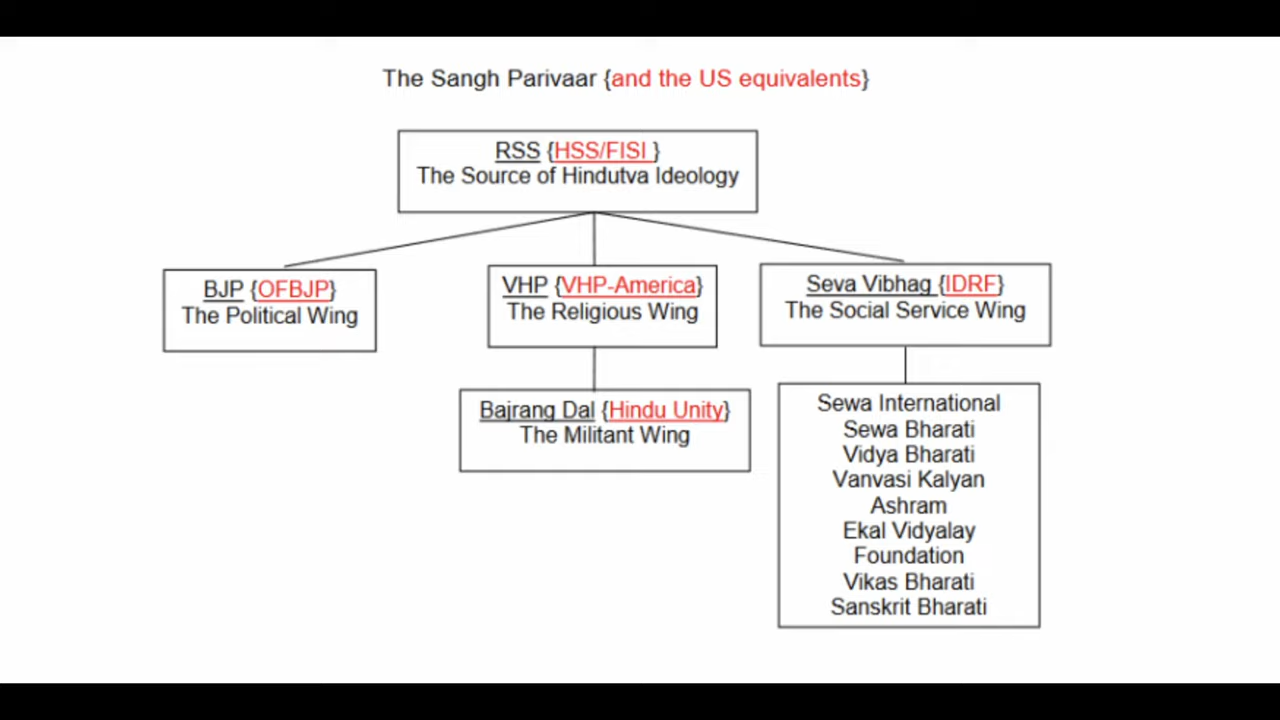 The Sangh Parivaar {and the US equivalents}
RSS {HSS/FISI }
The Source of Hindutva Ideology
BJP {OFBJP}
The Political Wing
VHP {VHP-America}
The Religious Wing
Seva Vibhag {IDRF}
The Social Service Wing
Bajrang Dal {Hindu Unity}
The Militant Wing
Sewa International
Sewa Bharati
Vidya Bharati
Vanvasi Kalyan
Ashram
Ekal Vidyalay
Foundation
Vikas Bharati
Sanskrit Bharati